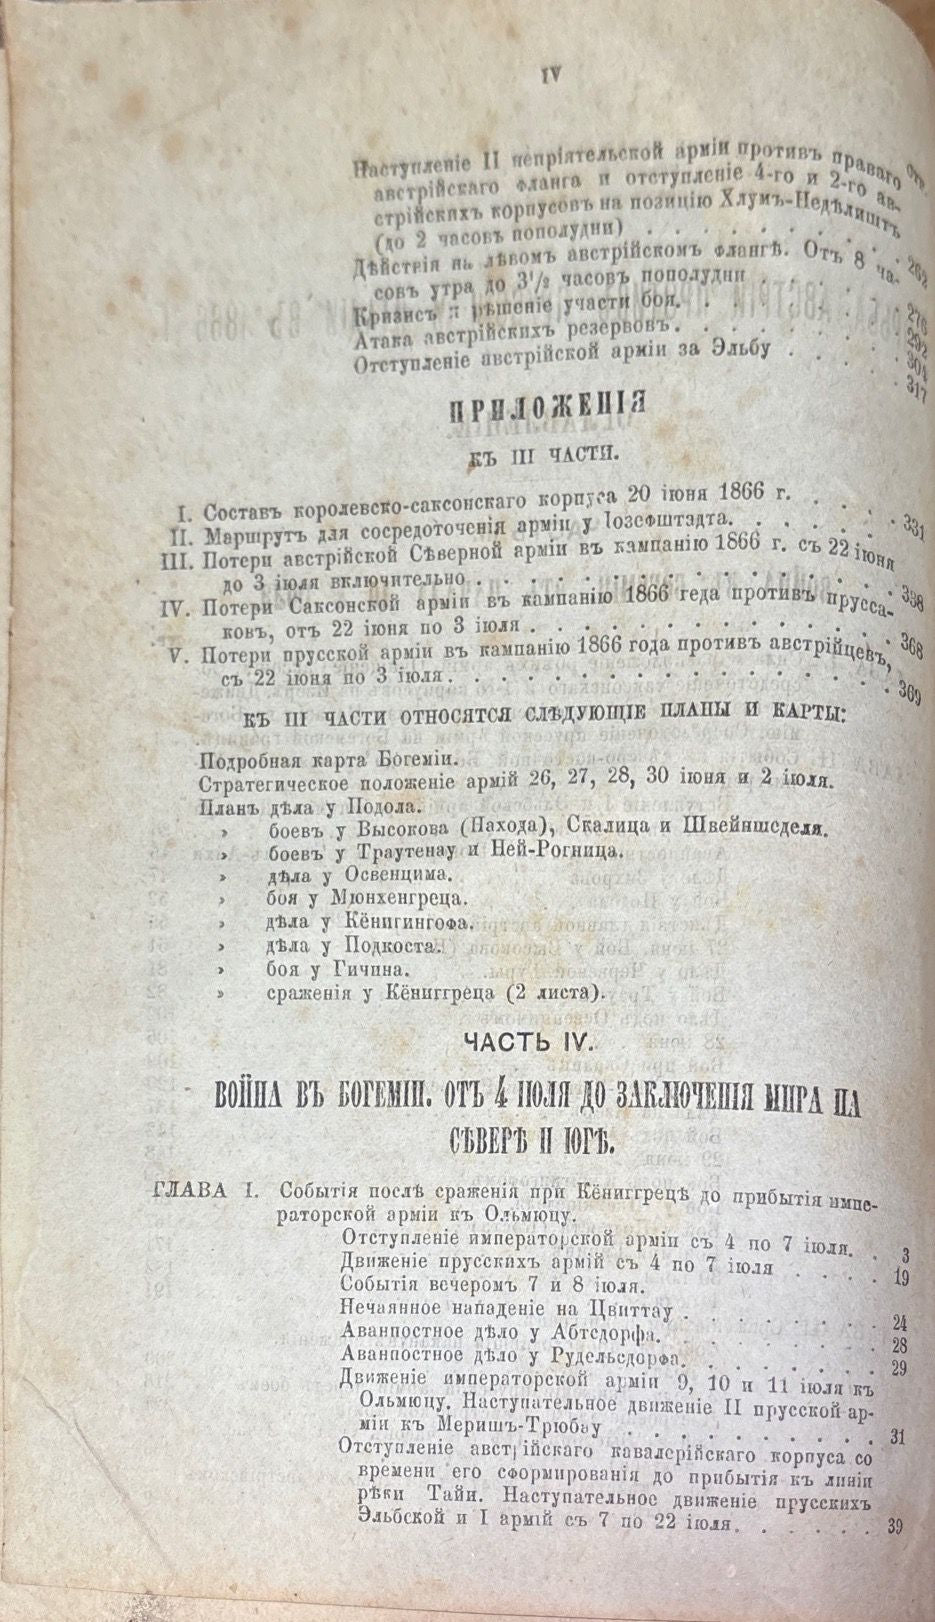 IV
Стр.
Наступленіе II непріятельской арміи противъ праваго
австрійскаго фланга и отступленіе 4-го и 2-го ав-
стрійскихъ корпусовъ на позицію Хлумъ-Недѣлиштъ
(до 2 часовъ пополудни) . . . . . . . . 262
Дѣйствія на лѣвомъ австрійскомъ флангѣ. Отъ 8 ча-
совъ утра до 3½ часовъ пополудни . . . . . 276
Кризисъ и рѣшеніе участи боя. . . . . . . 292
Атака австрійскихъ резервовъ. . . . . . . 304
Отступленіе австрійской арміи за Эльбу . . . . . 317
ПРИЛОЖЕНІЯ
КЪ III ЧАСТИ.
I. Составъ королевско-саксонскаго корпуса 20 іюня 1866 г. . . . . 331
II. Маршрутъ для сосредоточенія арміи у Іозефштадта. . . . . . .
III. Потери австрійской Сѣверной арміи въ кампанію 1866 г. съ 22 іюня
до 3 іюля включительно . . . . . . . . . . . 338
IV. Потери Саксонской арміи въ кампанію 1866 геда противъ прусса-
ковъ, отъ 22 іюня по 3 іюля . . . . . . . . . . . 368
V. Потери прусской арміи въ кампанію 1866 года противъ австрійцевъ,
съ 22 іюня по 3 іюля . . . . . . . . . . . . . 369
КЪ III ЧАСТИ ОТНОСЯТСЯ СЛѢДУЮЩІЕ ПЛАНЫ И КАРТЫ:
Подробная карта Богеміи.
Стратегическое положеніе армій 26, 27, 28, 30 іюня и 2 іюля.
Планъ дѣла у Подола.
» боевъ у Высокова (Находа), Скалица и Швейншсделя.
» боевъ у Траутенау и Ней-Рогница.
» дѣла у Освенцима.
» боя у Мюнхенгреца.
» дѣла у Кёнигингофа.
» дѣла у Подкоста.
» боя у Гичина.
» сраженія у Кёниггреца (2 листа).
ЧАСТЬ IV.
ВОЙНА ВЪ БОГЕМІИ. ОТЪ 4 ІЮЛЯ ДО ЗАКЛЮЧЕНІЯ МИРА НА
СѢВЕРѢ И ЮГѢ.
ГЛАВА I. Событія послѣ сраженія при Кёниггрецѣ до прибытія импе-
раторской арміи къ Ольмюцу.
Отступленіе императорской арміи съ 4 по 7 іюля. . 3
Движеніе прусскихъ армій съ 4 по 7 іюля . . . . 19
Событія вечеромъ 7 и 8 іюля.
Нечаянное нападеніе на Цвиттау . . . . . . . 24
Аванпостное дѣло у Абтсдорфа. . . . . . . . 28
Аванпостное дѣло у Рудельсдорфа. . . . . . . 29
Движеніе императорской арміи 9, 10 и 11 іюля къ
Ольмюцу. Наступательное движеніе II прусской ар-
міи къ Меришъ-Трюбау . . . . . . . . . . 31
Отступленіе австрійскаго кавалерійскаго корпуса со
времени его сформированія до прибытія къ линіи
рѣки Тайи. Наступательное движеніе прусскихъ
Эльбской и I армій съ 7 по 22 іюля. . . . . . 39